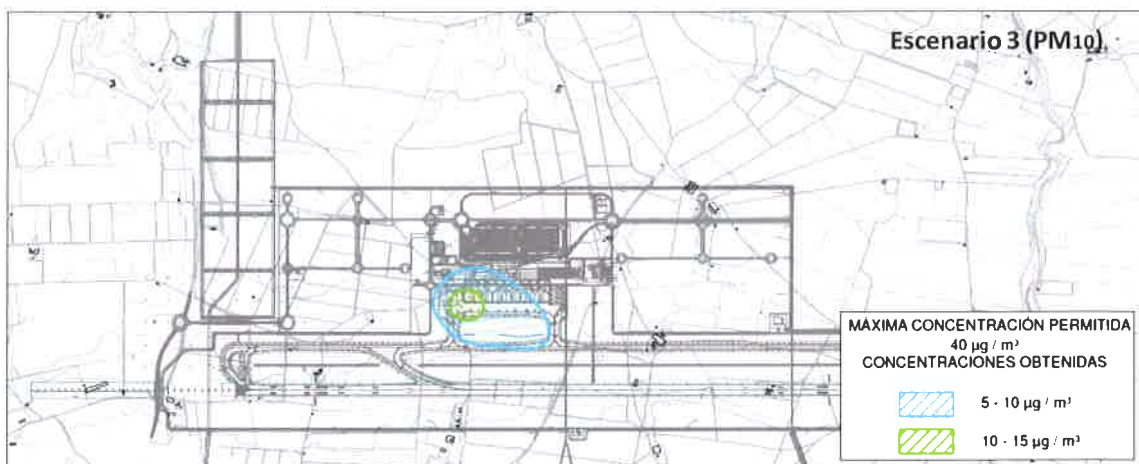 Escenario 3 (PM10)
MÁXIMA CONCENTRACIÓN PERMITIDA
40 µg / m³
CONCENTRACIONES OBTENIDAS
5 - 10 µg / m³
10 - 15 µg / m³